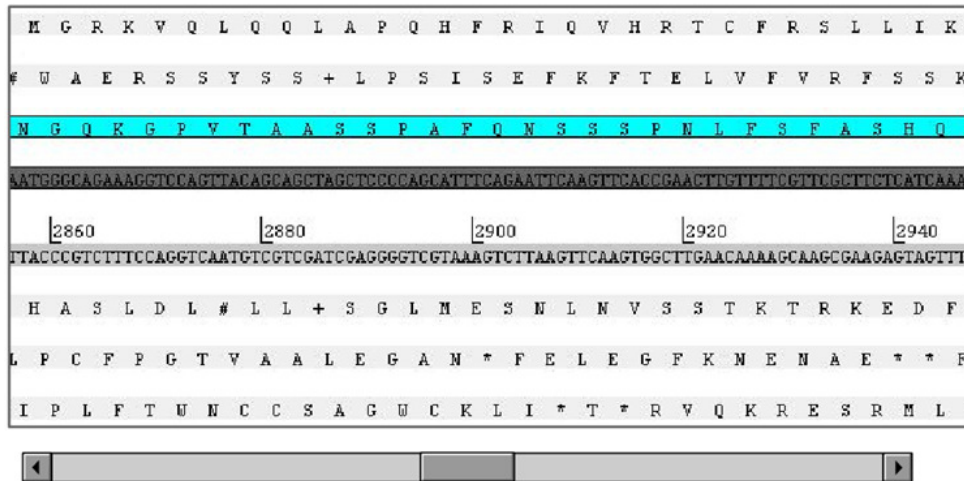 M G R K V Q L Q Q L A P Q H F R I Q V H R T C F R S L L I K
# W A E R S S Y S S + L P S I S E F K F T E L V F V R F S S K
N G Q K G P V T A A S S P A F Q N S S S P N L F S F A S H Q
AATGGGCAGAAAGGTCCAGTTACAGCAGCTAGCTCCCCAGCATTTCAGAATTCAAGTTCACCGAACTTGTTTTCGTTCGCTTCTCATCAAA
2860 2880 2900 2920 2940
TTACCCGTCTTTCCAGGTCAATGTCGTCGATCGAGGGGTCGTAAAGTCTTAAGTTCAAGTGGCTTGAACAAAAGCAAGCGAAGAGTAGTTT
H A S L D L # L L + S G L M E S N L N V S S T K T R K E D F
L P C F P G T V A A L E G A N * F E L E G F K N E N A E * * F
I P L F T W N C C S A G W C K L I * T * R V Q K R E S R M L